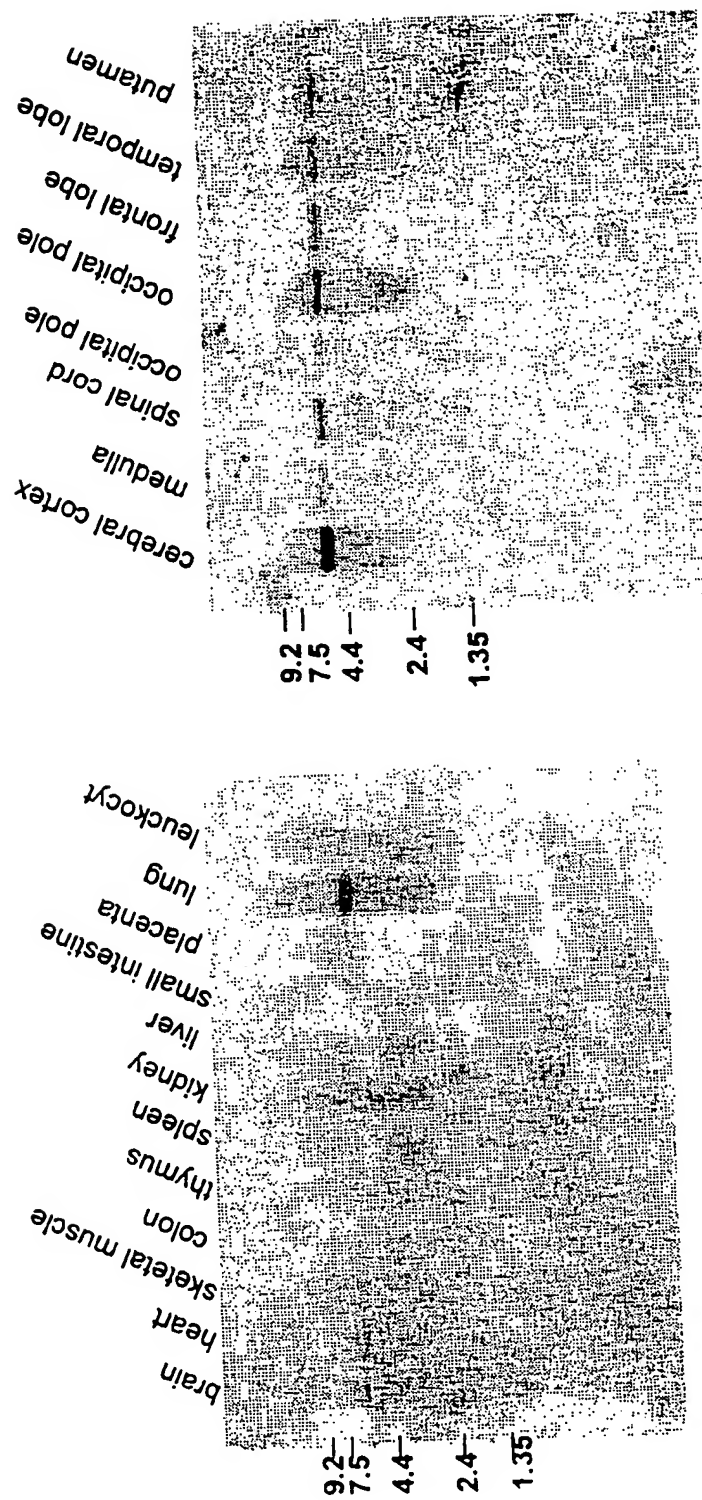 putamen
temporal lobe
frontal lobe
occipital pole
occipital pole
spinal cord
medulla
cerebral cortex
9.2
7.5
4.4
2.4
1.35
leuckocyt
lung
placenta
small intestine
liver
kidney
spleen
thymus
colon
sketetal muscle
heart
brain
9.2
7.5
4.4
2.4
1.35